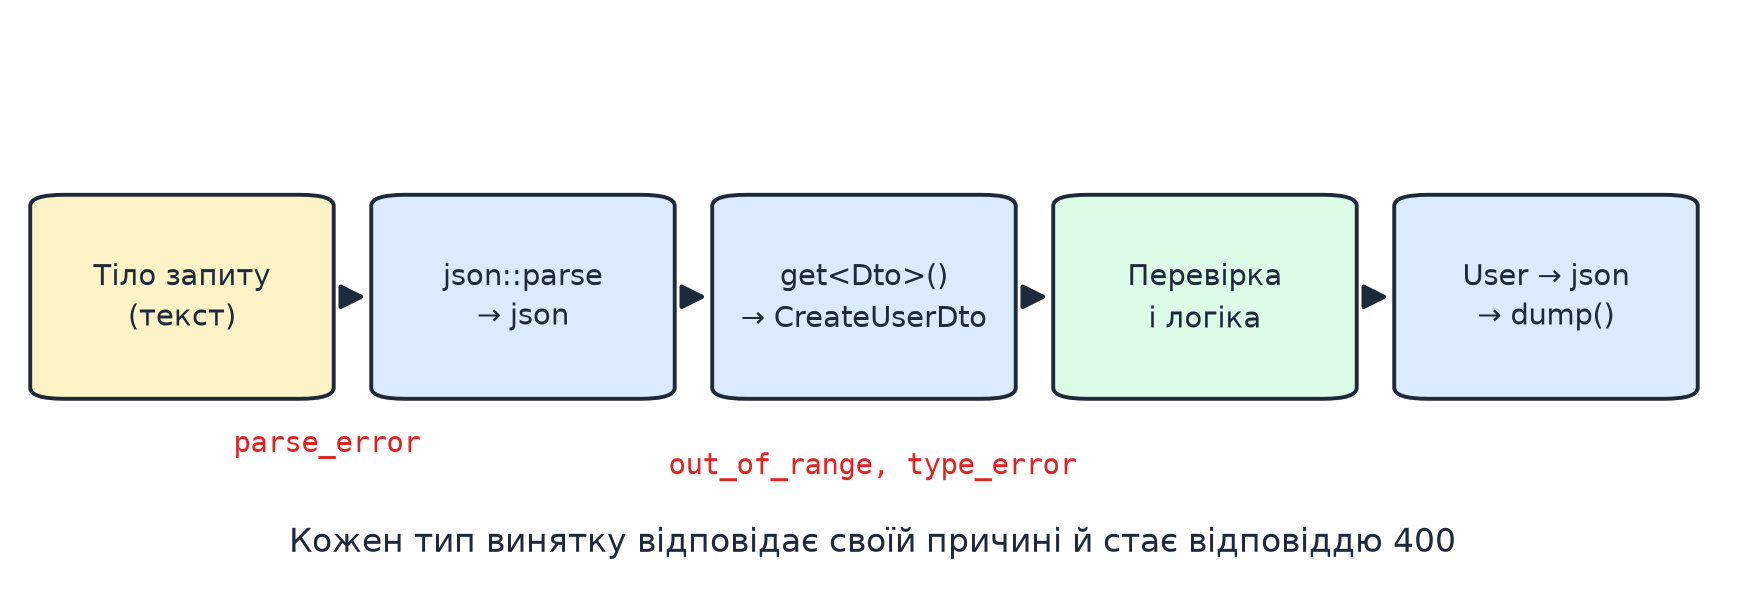 Тіло запиту
(текст)
json::parse
→ json
get<Dto>()
→ CreateUserDto
Перевірка
і логіка
User → json
→ dump()
parse_error
out_of_range, type_error
Кожен тип винятку відповідає своїй причині й стає відповіддю 400